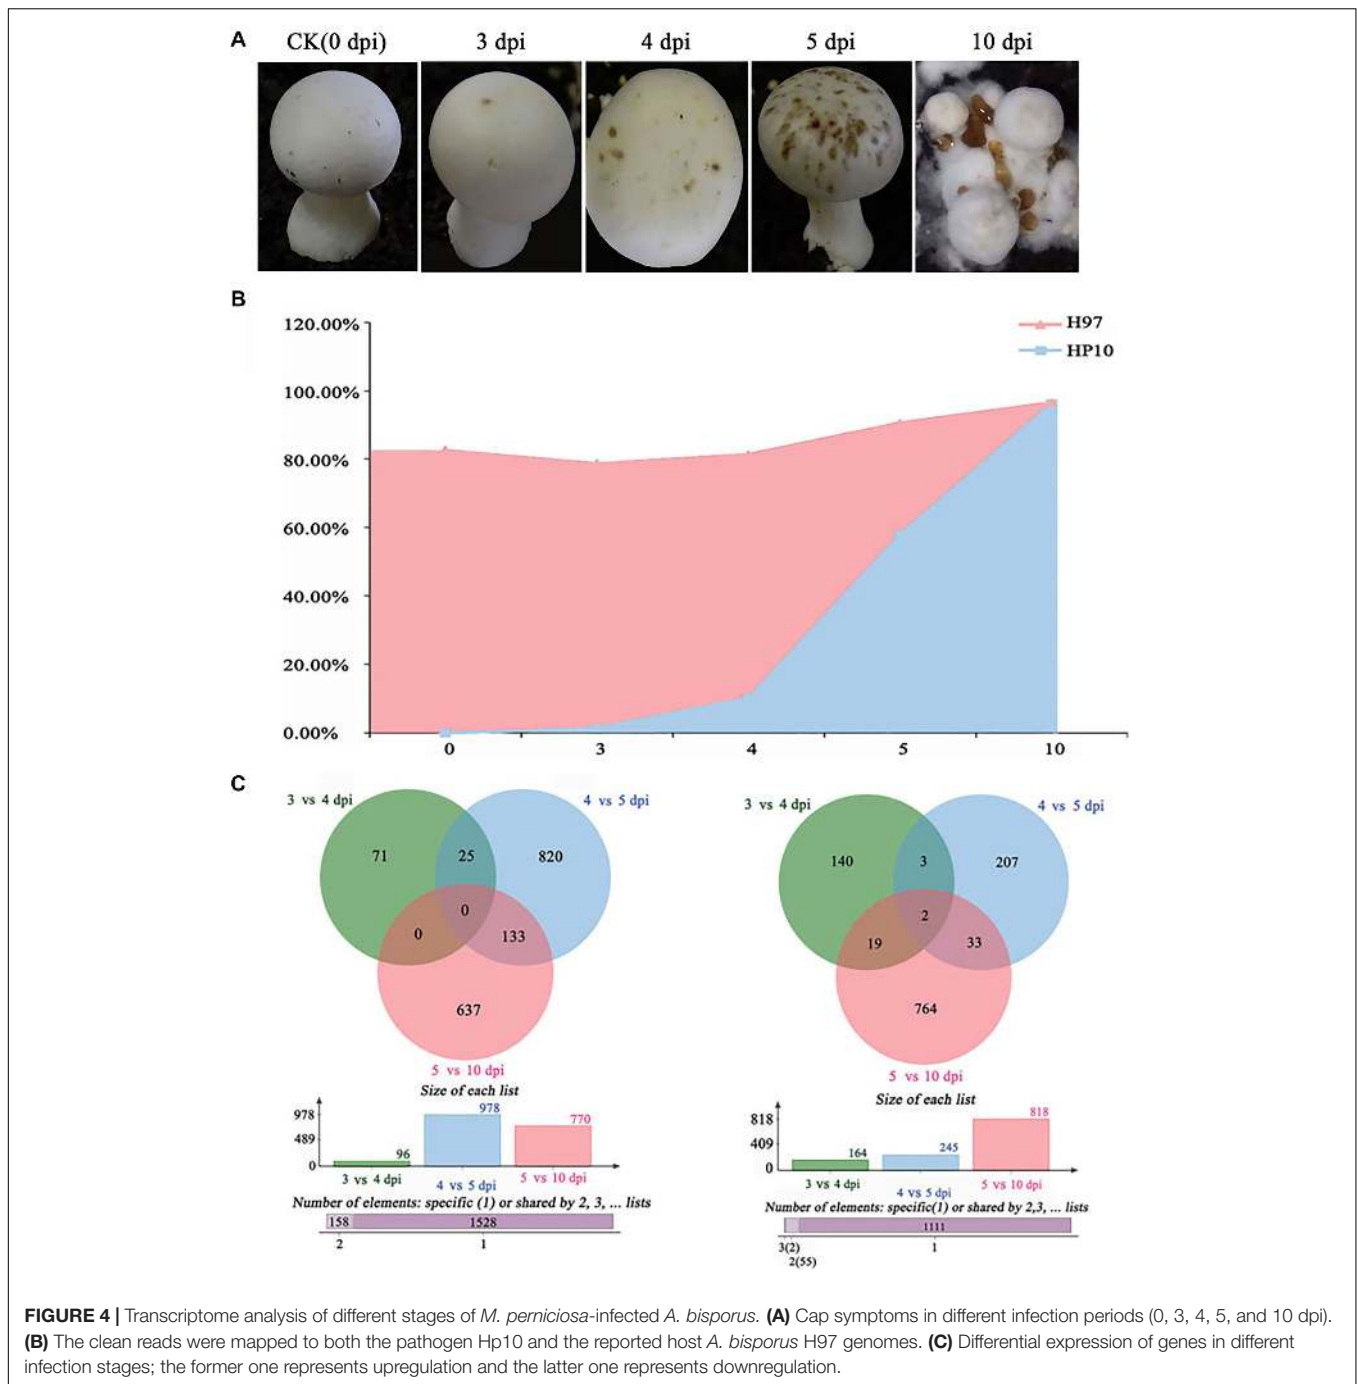 A CK(0 dpi) 3 dpi 4 dpi 5 dpi 10 dpi
B
120.00%
100.00%
80.00%
60.00%
40.00%
20.00%
0.00%
H97
HP10
0 3 4 5 10
C
3 vs 4 dpi
4 vs 5 dpi
71 25 820
0
0 133
637
5 vs 10 dpi
Size of each list
978
489
0
96 978 770
3 vs 4 dpi 4 vs 5 dpi 5 vs 10 dpi
Number of elements: specific (1) or shared by 2, 3, ... lists
158 1528
2 1
3 vs 4 dpi
4 vs 5 dpi
140 3 207
2
19 33
764
5 vs 10 dpi
Size of each list
818
409
0
164 245 818
3 vs 4 dpi 4 vs 5 dpi 5 vs 10 dpi
Number of elements: specific(1) or shared by 2,3, ... lists
1111
3(2) 1
2(55)
FIGURE 4 | Transcriptome analysis of different stages of M. perniciosa-infected A. bisporus. (A) Cap symptoms in different infection periods (0, 3, 4, 5, and 10 dpi).
(B) The clean reads were mapped to both the pathogen Hp10 and the reported host A. bisporus H97 genomes. (C) Differential expression of genes in different
infection stages; the former one represents upregulation and the latter one represents downregulation.